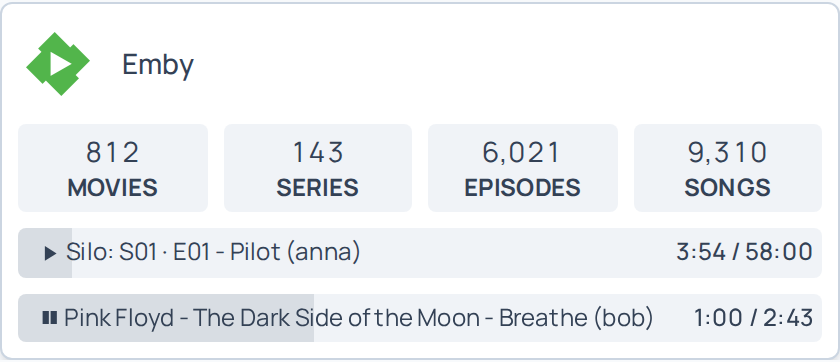 Emby
812
MOVIES
143
SERIES
6,021
EPISODES
9,310
SONGS
Silo: S01 · E01 - Pilot (anna) 3:54 / 58:00
Pink Floyd - The Dark Side of the Moon - Breathe (bob) 1:00 / 2:43